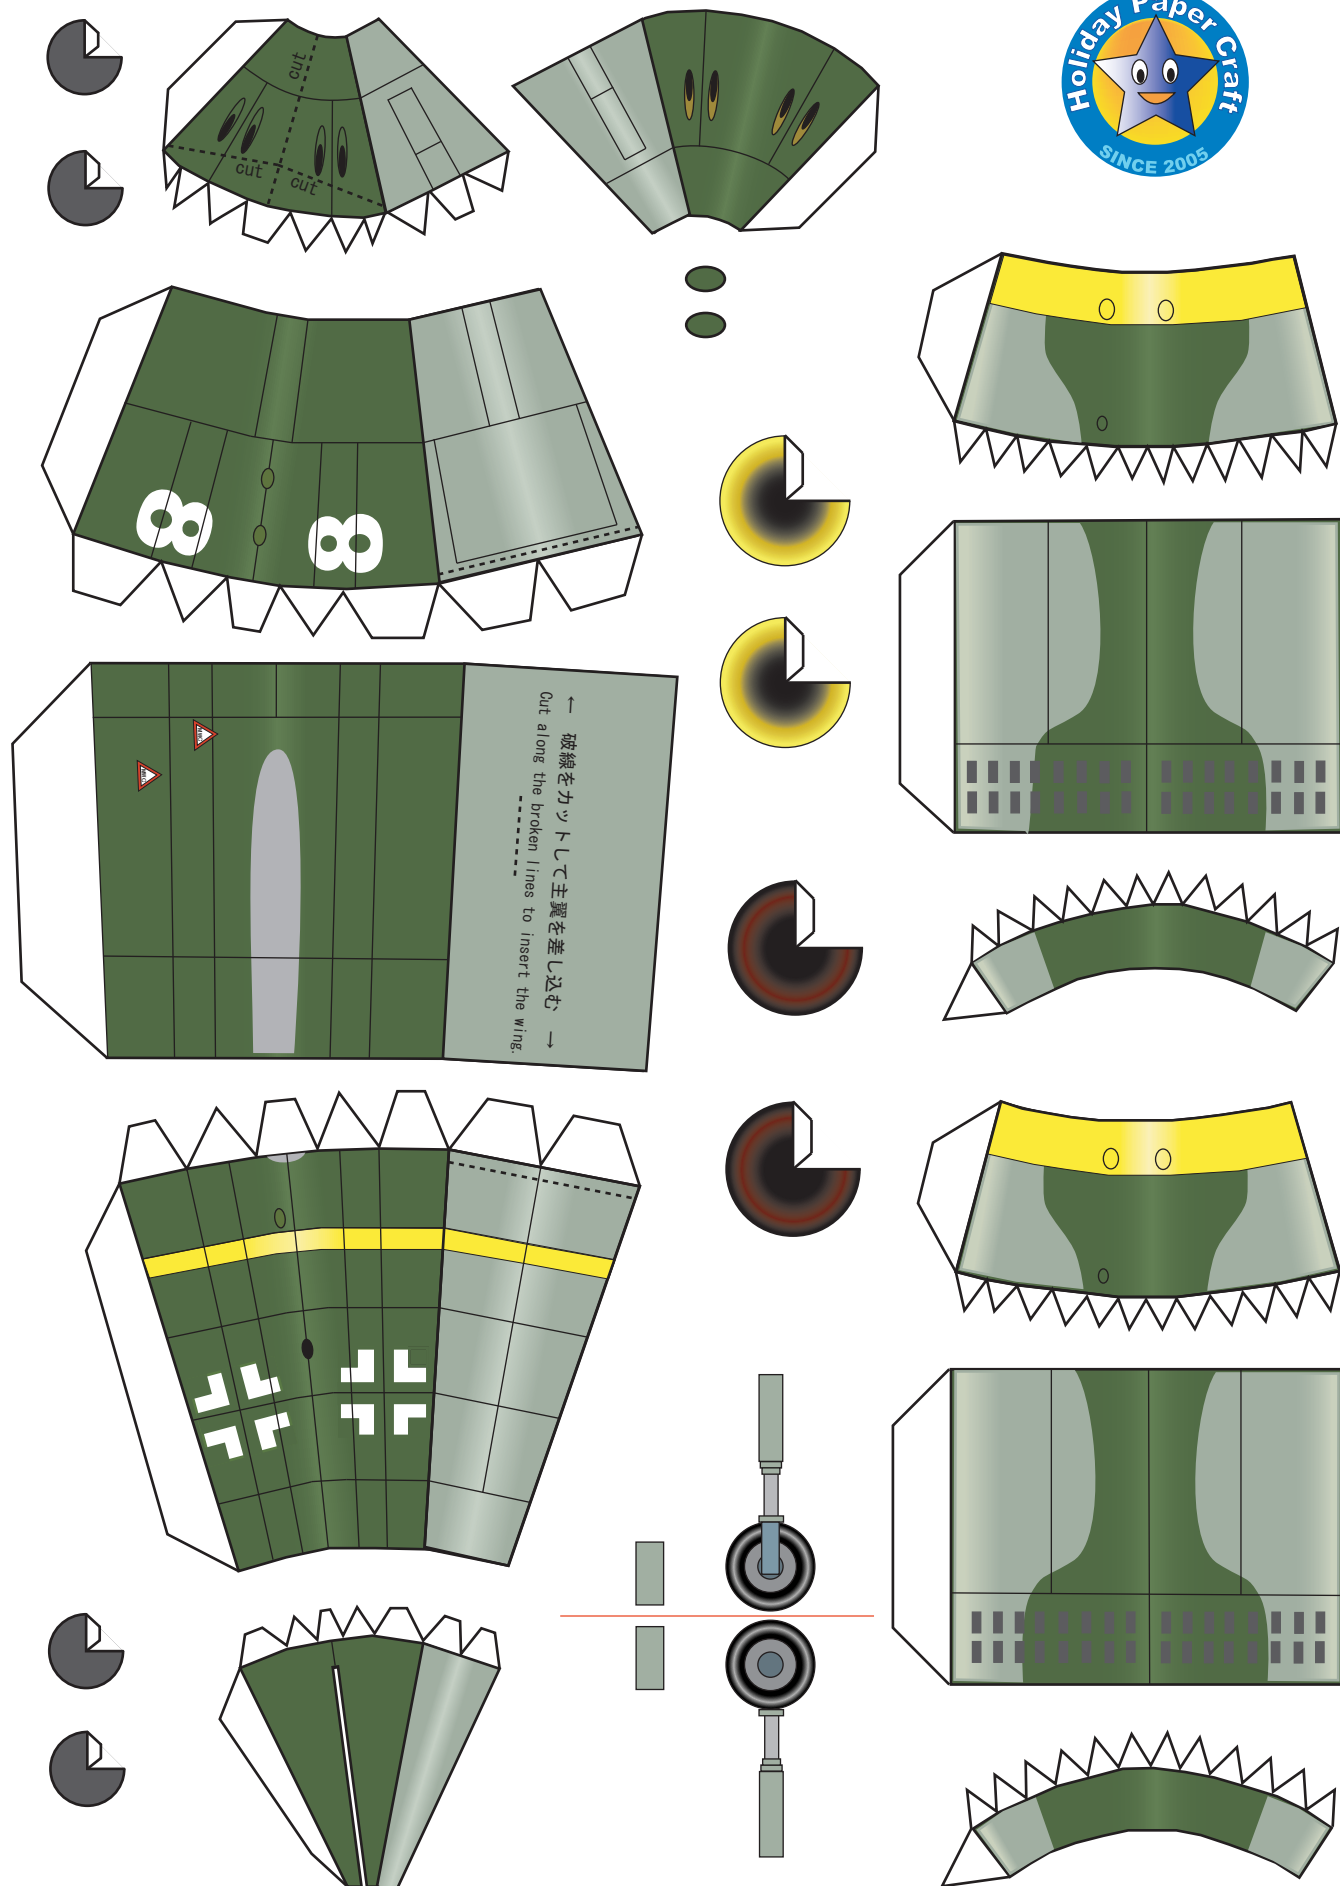 Holiday Paper Craft
SINCE 2005
cut
cut
cut
8
8
← 破線をカットして主翼を差し込む →
Cut along the broken lines to insert the wing.